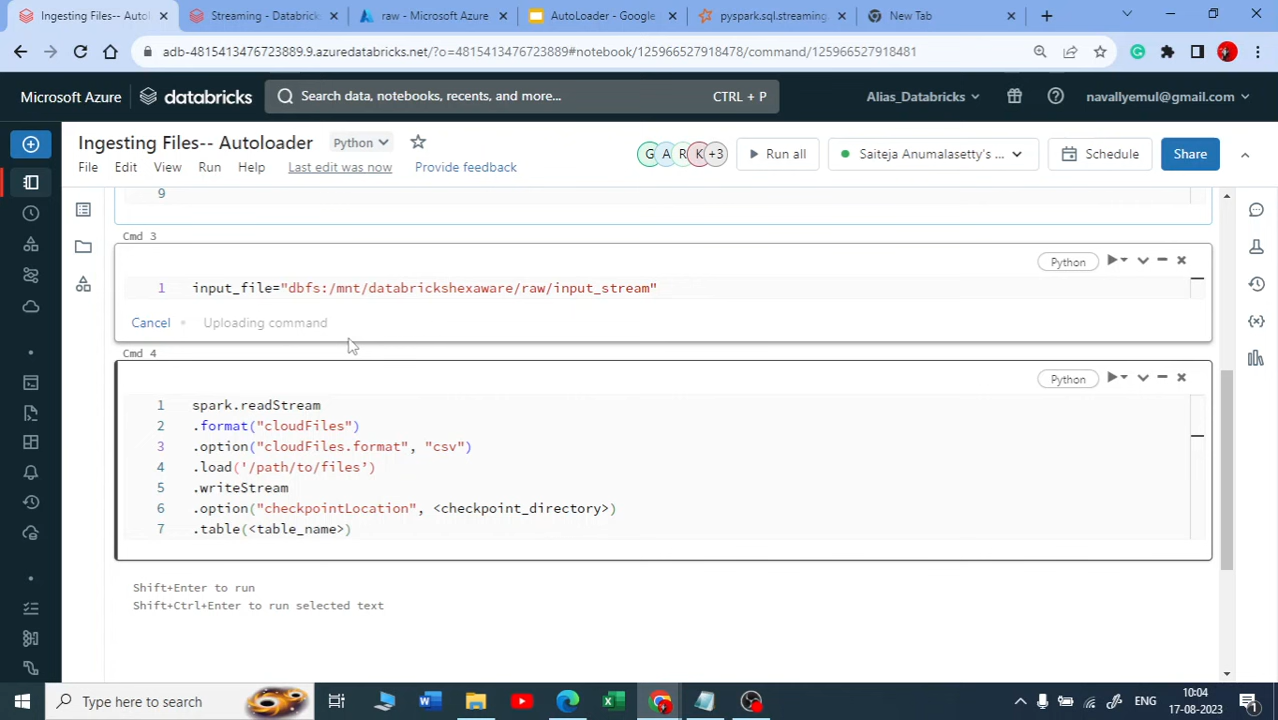 Ingesting Files-- Autol
Streaming - Databrick
raw - Microsoft Azure
AutoLoader - Google
pyspark.sql.streaming
New Tab
adb-4815413476723889.9.azuredatabricks.net/?o=4815413476723889#notebook/125966527918478/command/125966527918481
Microsoft Azure
databricks
Search data, notebooks, recents, and more...
CTRL + P
Alias_Databricks
navallyemul@gmail.com
Ingesting Files-- Autoloader
Python
G A R K +3
Run all
Saiteja Anumalasetty's ...
Schedule
Share
File Edit View Run Help Last edit was now Provide feedback
9
Cmd 3
Python
1 input_file="dbfs:/mnt/databrickshexaware/raw/input_stream"
Cancel Uploading command
Cmd 4
Python
1 spark.readStream
2 .format("cloudFiles")
3 .option("cloudFiles.format", "csv")
4 .load('/path/to/files’)
5 .writeStream
6 .option("checkpointLocation", <checkpoint_directory>)
7 .table(<table_name>)
Shift+Enter to run
Shift+Ctrl+Enter to run selected text
Type here to search
ENG
10:04
17-08-2023
1